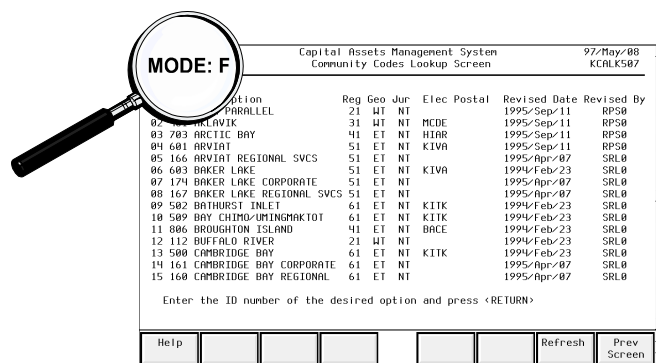 MODE: F
Capital Assets Management System 97/May/08
Community Codes Lookup Screen KCALK507
Reg Geo Jur Elec Postal Revised Date Revised By
PARALLEL 21 WT NT 1995/Sep/11 RPS0
02 AKLAVIK 31 WT NT MCDE 1995/Sep/11 RPS0
03 703 ARCTIC BAY 41 ET NT HIAR 1995/Sep/11 RPS0
04 601 ARVIAT 51 ET NT KIVA 1995/Sep/11 RPS0
05 166 ARVIAT REGIONAL SVCS 51 ET NT 1995/Apr/07 SRL0
06 603 BAKER LAKE 51 ET NT KIVA 1994/Feb/23 SRL0
07 174 BAKER LAKE CORPORATE 51 ET NT 1995/Apr/07 SRL0
08 167 BAKER LAKE REGIONAL SVCS 51 ET NT 1995/Apr/07 SRL0
09 502 BATHURST INLET 61 ET NT KITK 1994/Feb/23 SRL0
10 509 BAY CHIMO/UMINGMAKTOT 61 ET NT KITK 1994/Feb/23 SRL0
11 806 BROUGHTON ISLAND 41 ET NT BACE 1994/Feb/23 SRL0
12 112 BUFFALO RIVER 21 WT NT 1994/Feb/23 SRL0
13 500 CAMBRIDGE BAY 61 ET NT KITK 1994/Feb/23 SRL0
14 161 CAMBRIDGE BAY CORPORATE 61 ET NT 1995/Apr/07 SRL0
15 160 CAMBRIDGE BAY REGIONAL 61 ET NT 1995/Apr/07 SRL0
Enter the ID number of the desired option and press <RETURN>
Help Refresh Prev
Screen